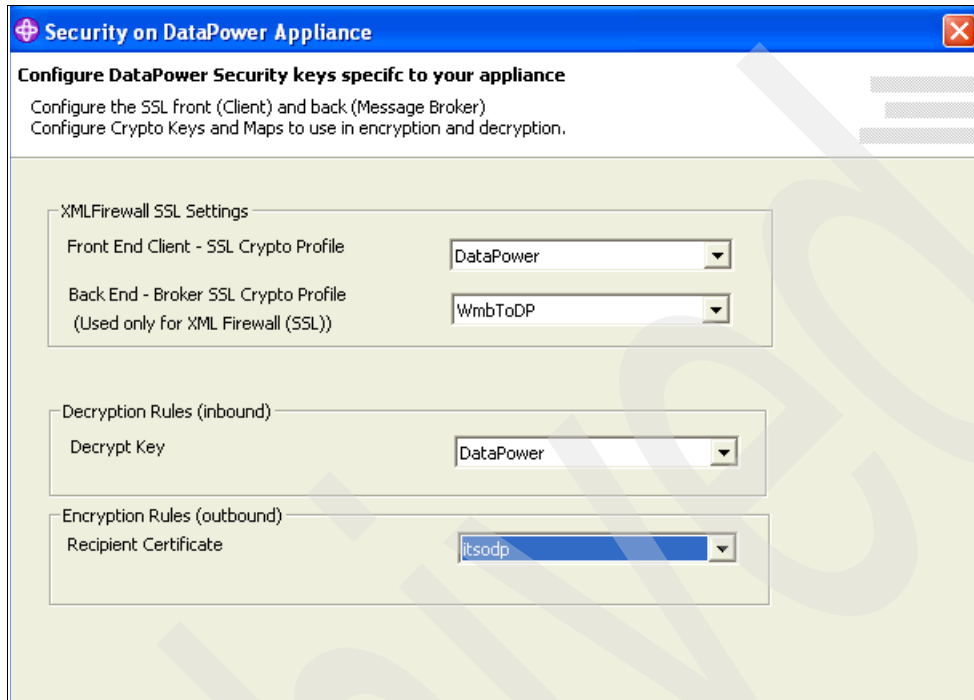 Security on DataPower Appliance
Configure DataPower Security keys specifc to your appliance
Configure the SSL front (Client) and back (Message Broker)
Configure Crypto Keys and Maps to use in encryption and decryption.
XMLFirewall SSL Settings
Front End Client - SSL Crypto Profile
DataPower
Back End - Broker SSL Crypto Profile
WmbToDP
(Used only for XML Firewall (SSL))
Decryption Rules (inbound)
Decrypt Key
DataPower
Encryption Rules (outbound)
Recipient Certificate
itsodp